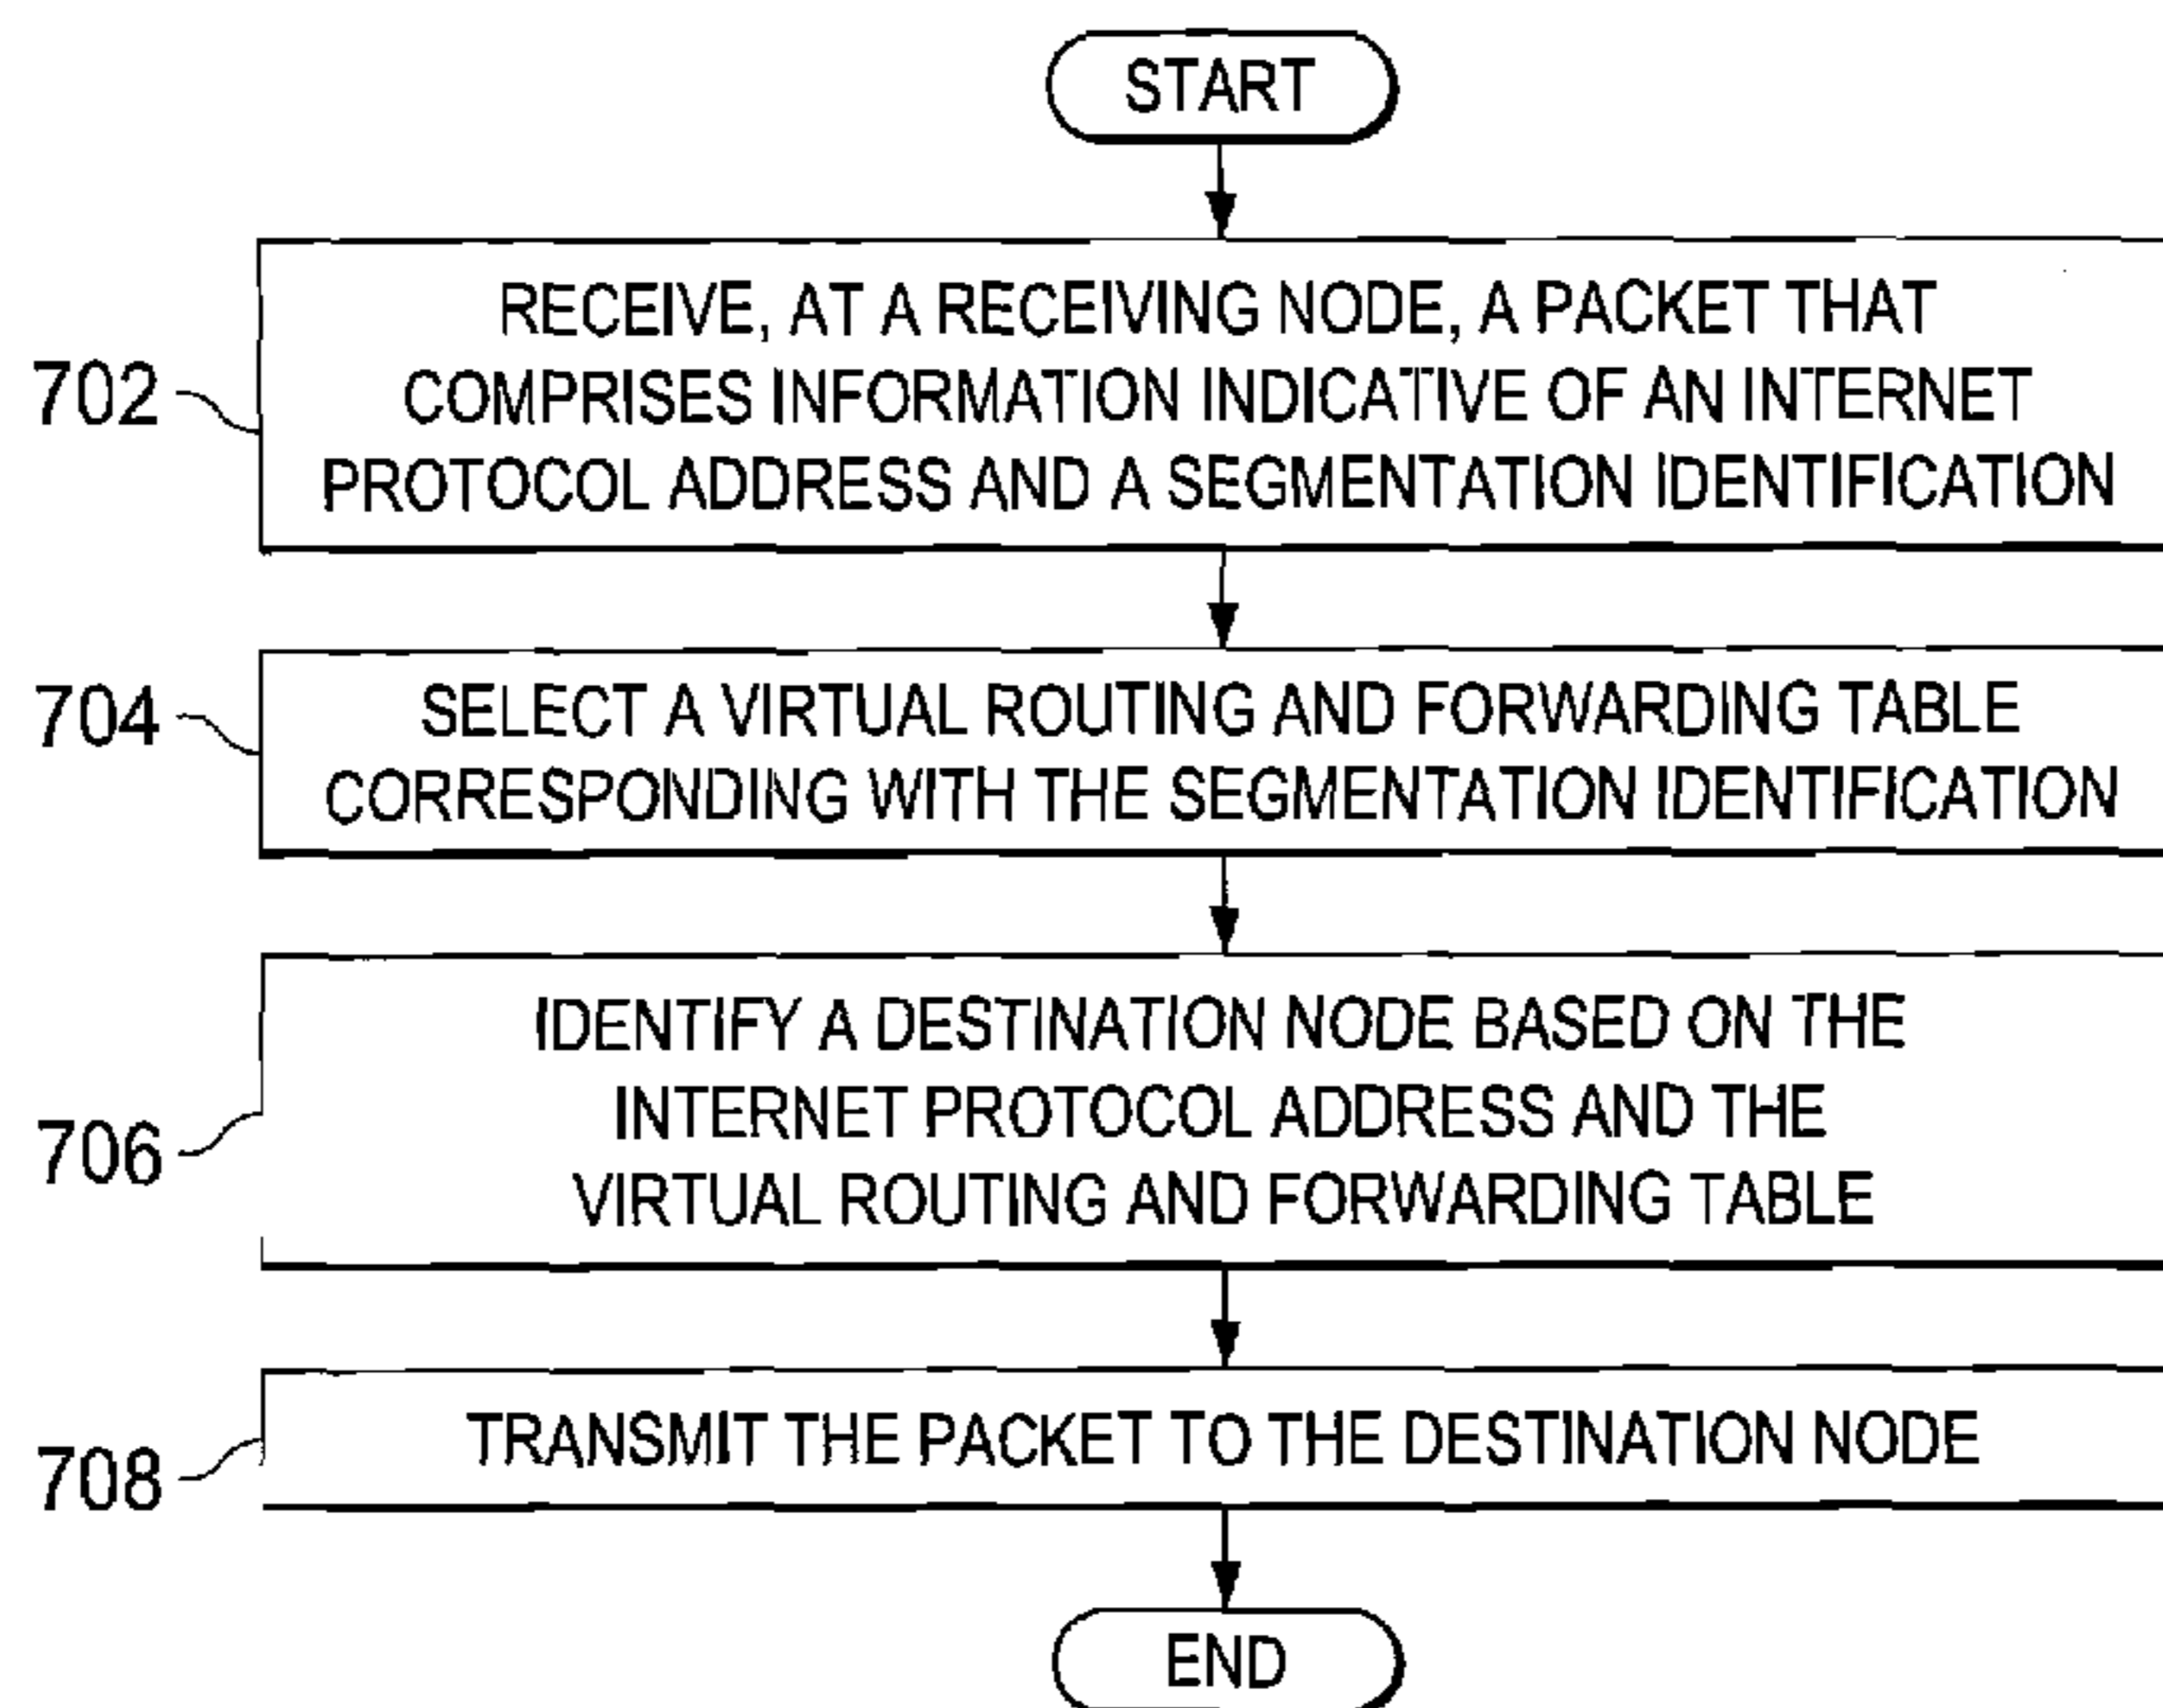 START
RECEIVE, AT A RECEIVING NODE, A PACKET THAT
COMPRISES INFORMATION INDICATIVE OF AN INTERNET
PROTOCOL ADDRESS AND A SEGMENTATION IDENTIFICATION
702
SELECT A VIRTUAL ROUTING AND FORWARDING TABLE
CORRESPONDING WITH THE SEGMENTATION IDENTIFICATION
704
IDENTIFY A DESTINATION NODE BASED ON THE
INTERNET PROTOCOL ADDRESS AND THE
VIRTUAL ROUTING AND FORWARDING TABLE
706
TRANSMIT THE PACKET TO THE DESTINATION NODE
708
END